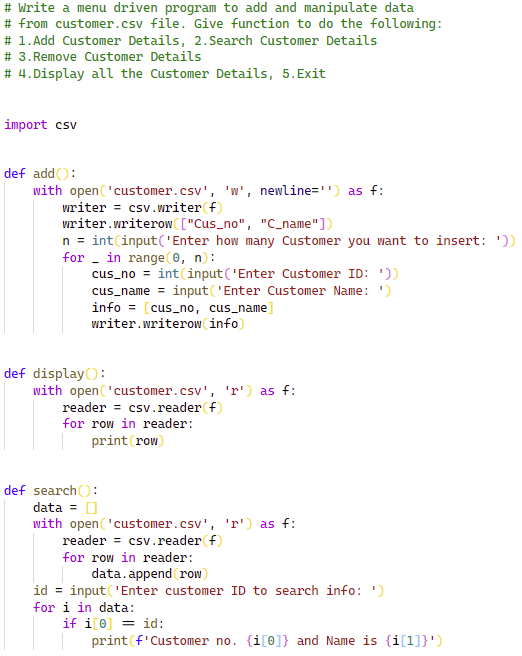 # Write a menu driven program to add and manipulate data
# from customer.csv file. Give function to do the following:
# 1.Add Customer Details, 2.Search Customer Details
# 3.Remove Customer Details
# 4.Display all the Customer Details, 5.Exit
import csv
def add():
    with open('customer.csv', 'w', newline='') as f:
        writer = csv.writer(f)
        writer.writerow(["Cus_no", "C_name"])
        n = int(input('Enter how many Customer you want to insert: '))
        for _ in range(0, n):
            cus_no = int(input('Enter Customer ID: '))
            cus_name = input('Enter Customer Name: ')
            info = [cus_no, cus_name]
            writer.writerow(info)
def display():
    with open('customer.csv', 'r') as f:
        reader = csv.reader(f)
        for row in reader:
            print(row)
def search():
    data = []
    with open('customer.csv', 'r') as f:
        reader = csv.reader(f)
        for row in reader:
            data.append(row)
    id = input('Enter customer ID to search info: ')
    for i in data:
        if i[0] == id:
            print(f'Customer no. {i[0]} and Name is {i[1]}')